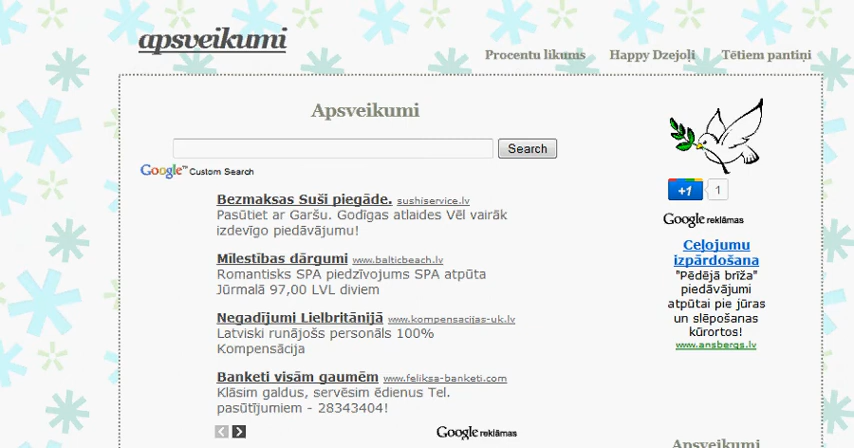 apsveikumi
Procentu likums Happy Dzejoļi Tētiem pantiņi
Apsveikumi
Search
Google™ Custom Search
Bezmaksas Suši piegāde. sushiservice.lv
Pasūtiet ar Garšu. Godīgas atlaides Vēl vairāk
izdevīgo piedāvājumu!
Mīlestības dārgumi www.balticbeach.lv
Romantisks SPA piedzīvojums SPA atpūta
Jūrmalā 97,00 LVL diviem
Negadījumi Lielbritānijā www.kompensacijas-uk.lv
Latviski runājošs personāls 100%
Kompensācija
Banketi visām gaumēm www.feliksa-banketi.com
Klāsim galdus, servēsim ēdienus Tel.
pasūtījumiem - 28343404!
Google reklāmas
+1 1
Google reklāmas
Ceļojumu
izpārdošana
"Pēdējā brīža"
piedāvājumi
atpūtai pie jūras
un slēpošanas
kūrortos!
www.ansbergs.lv
Apsveikumi